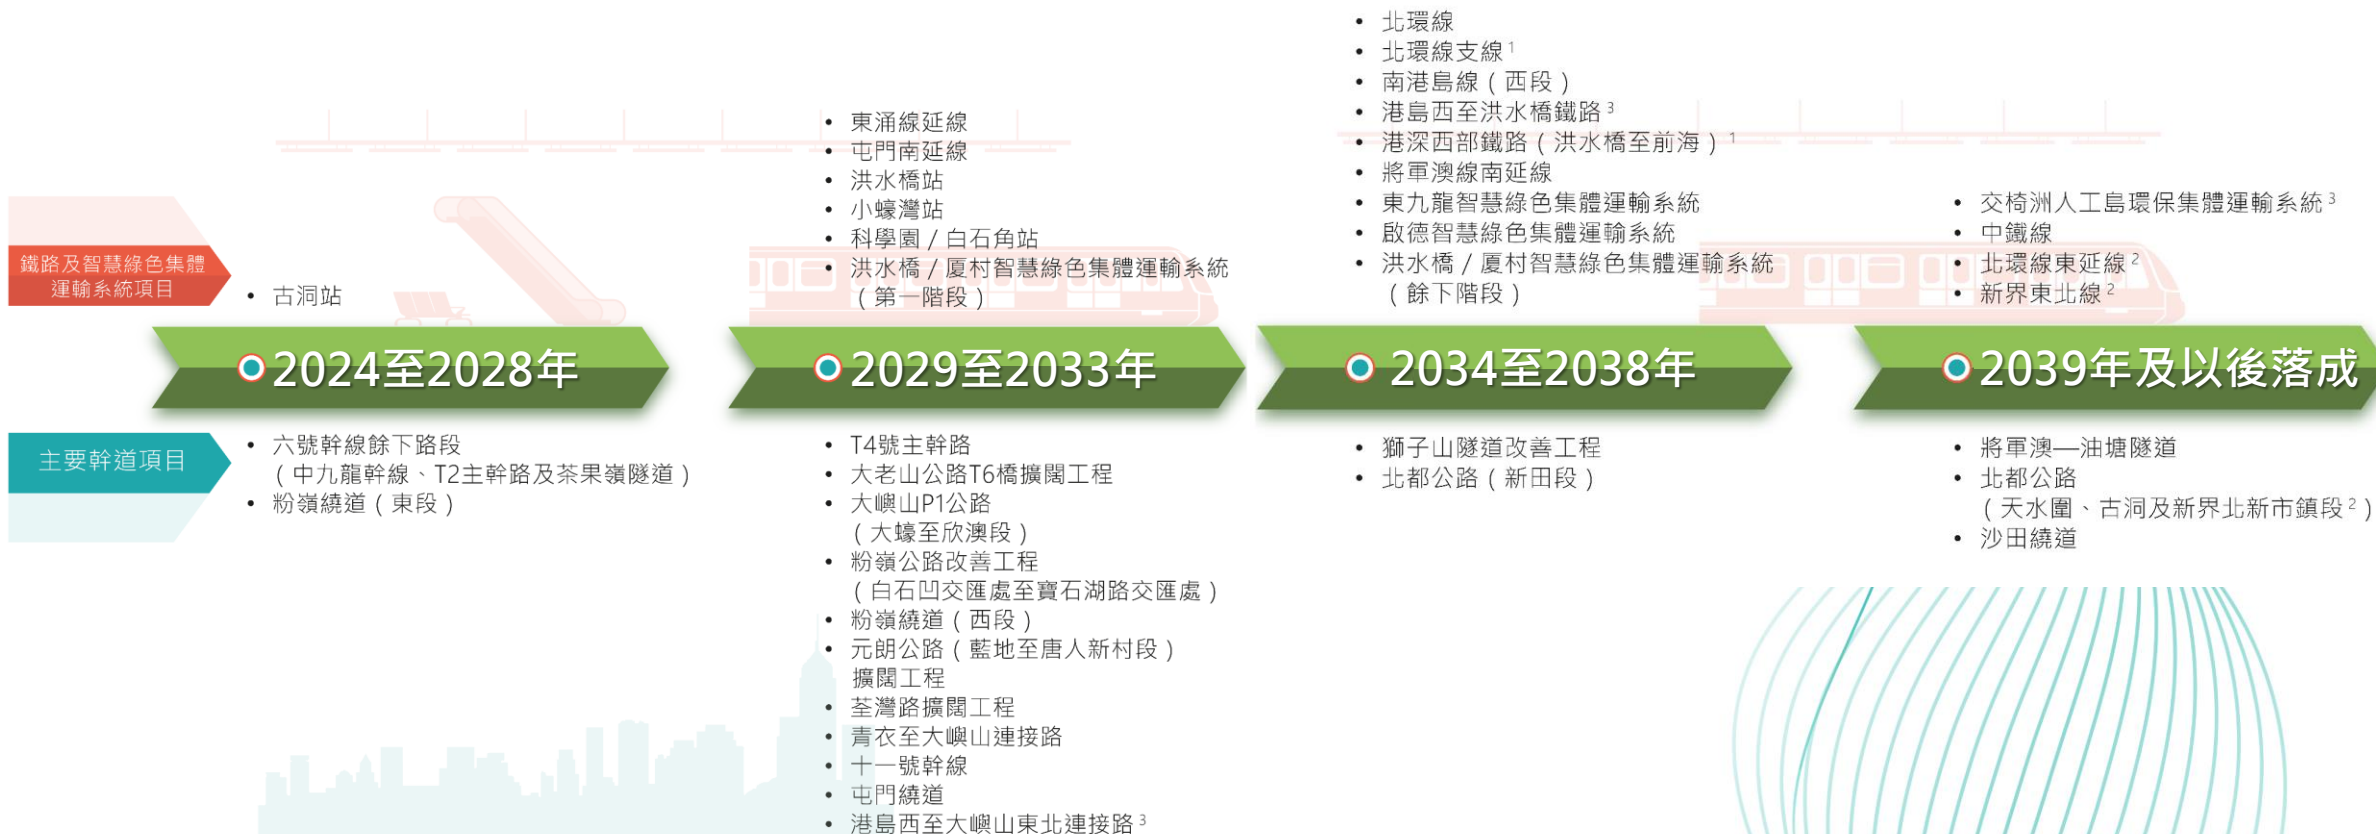 鐵路及智慧綠色集體
運輸系統項目
• 古洞站
• 東涌線延線
• 屯門南延線
• 洪水橋站
• 小蠔灣站
• 科學園 / 白石角站
• 洪水橋 / 厦村智慧綠色集體運輸系統
（第一階段）
• 北環線
• 北環線支線¹
• 南港島線（西段）
• 港島西至洪水橋鐵路³
• 港深西部鐵路（洪水橋至前海）¹
• 將軍澳線南延線
• 東九龍智慧綠色集體運輸系統
• 啟德智慧綠色集體運輸系統
• 洪水橋 / 厦村智慧綠色集體運輸系統
（餘下階段）
• 交椅洲人工島環保集體運輸系統³
• 中鐵線
• 北環線東延線²
• 新界東北線²
2024至2028年
2029至2033年
2034至2038年
2039年及以後落成
主要幹道項目
• 六號幹線餘下路段
（中九龍幹線、T2主幹路及茶果嶺隧道）
• 粉嶺繞道（東段）
• T4號主幹路
• 大老山公路T6橋擴闊工程
• 大嶼山P1公路
（大蠔至欣澳段）
• 粉嶺公路改善工程
（白石凹交匯處至寶石湖路交匯處）
• 粉嶺繞道（西段）
• 元朗公路（藍地至唐人新村段）
擴闊工程
• 荃灣路擴闊工程
• 青衣至大嶼山連接路
• 十一號幹線
• 屯門繞道
• 港島西至大嶼山東北連接路³
• 獅子山隧道改善工程
• 北都公路（新田段）
• 將軍澳—油塘隧道
• 北都公路
（天水圍、古洞及新界北新市鎮段²）
• 沙田繞道